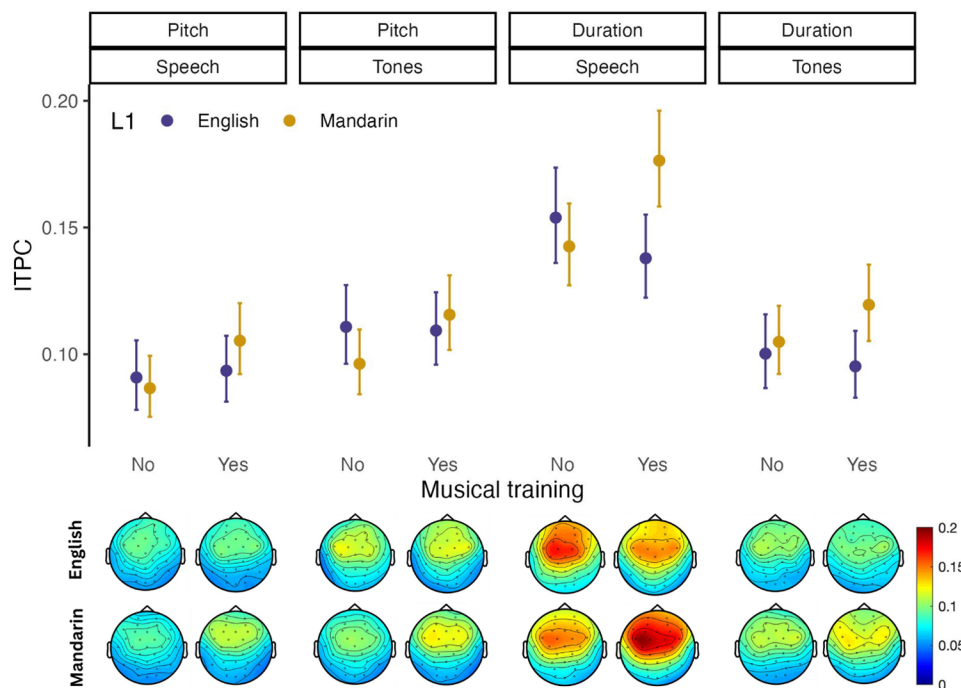 Pitch Pitch Duration Duration
Speech Tones Speech Tones
0.20
L1 English Mandarin
0.15
ITPC
0.10
No Yes No Yes No Yes No Yes
Musical training
English
0.2
0.15
0.1
Mandarin
0.05
0